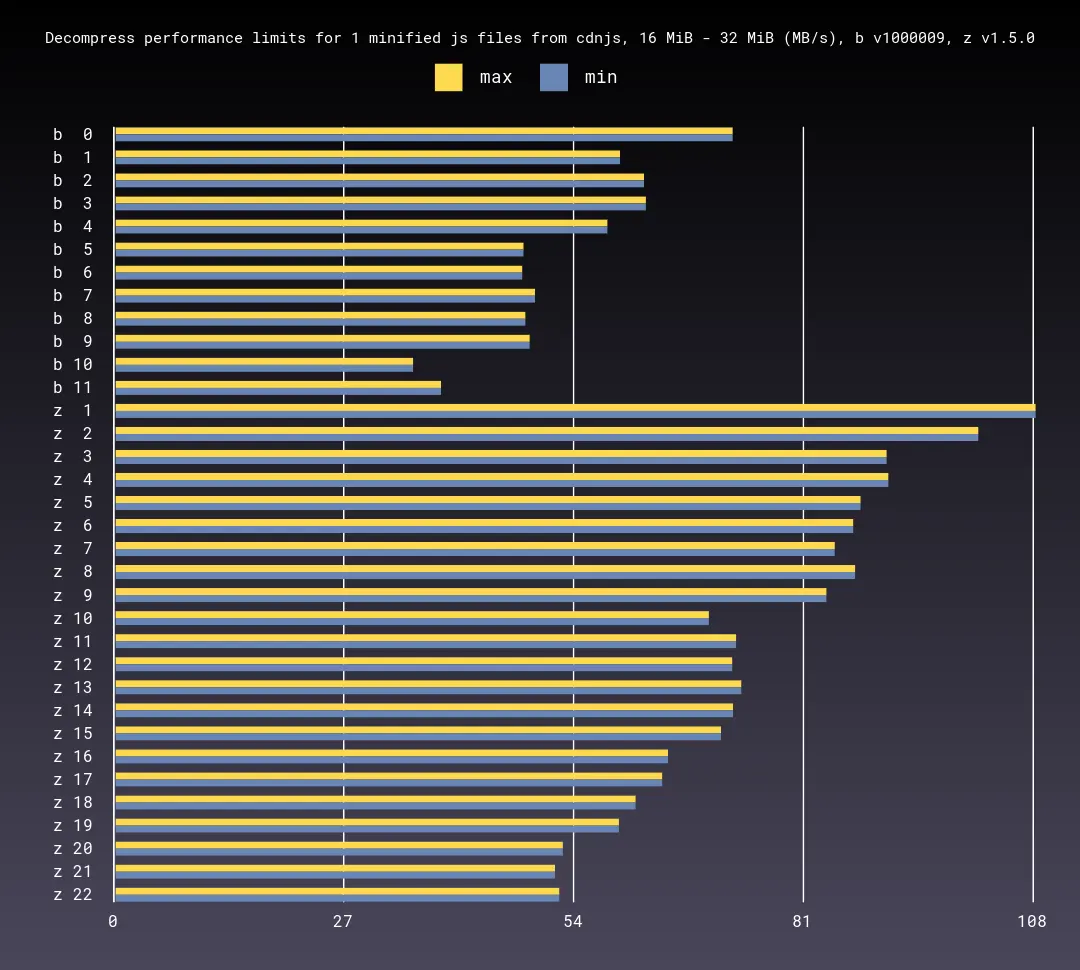 Decompress performance limits for 1 minified js files from cdnjs, 16 MiB - 32 MiB (MB/s), b v1000009, z v1.5.0
max min
b 0
b 1
b 2
b 3
b 4
b 5
b 6
b 7
b 8
b 9
b 10
b 11
z 1
z 2
z 3
z 4
z 5
z 6
z 7
z 8
z 9
z 10
z 11
z 12
z 13
z 14
z 15
z 16
z 17
z 18
z 19
z 20
z 21
z 22
0 27 54 81 108